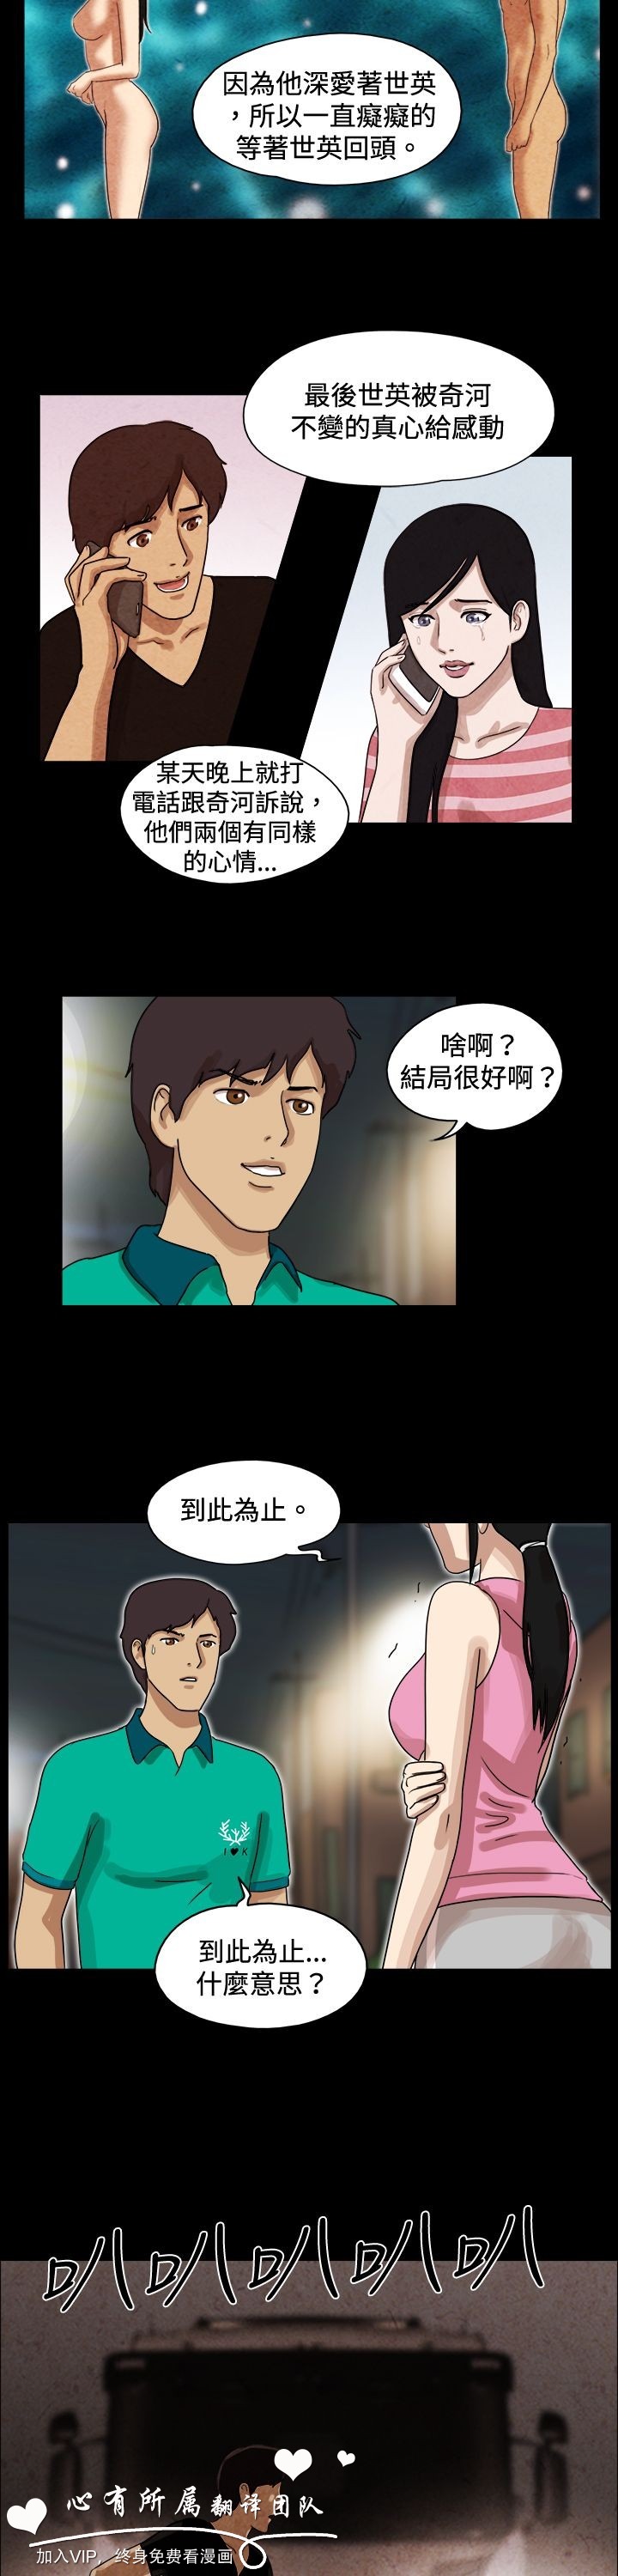 因為他深愛著世英
，所以一直癡癡的
等著世英回頭。
最後世英被奇河
不變的真心給感動
某天晚上就打
電話跟奇河訴說，
他們兩個有同樣
的心情...
啥啊？
結局很好啊？
到此為止。
I♥K
到此為止...
什麼意思？
叭叭叭叭叭
心有所属翻译团队
加入VIP，终身免费看漫画